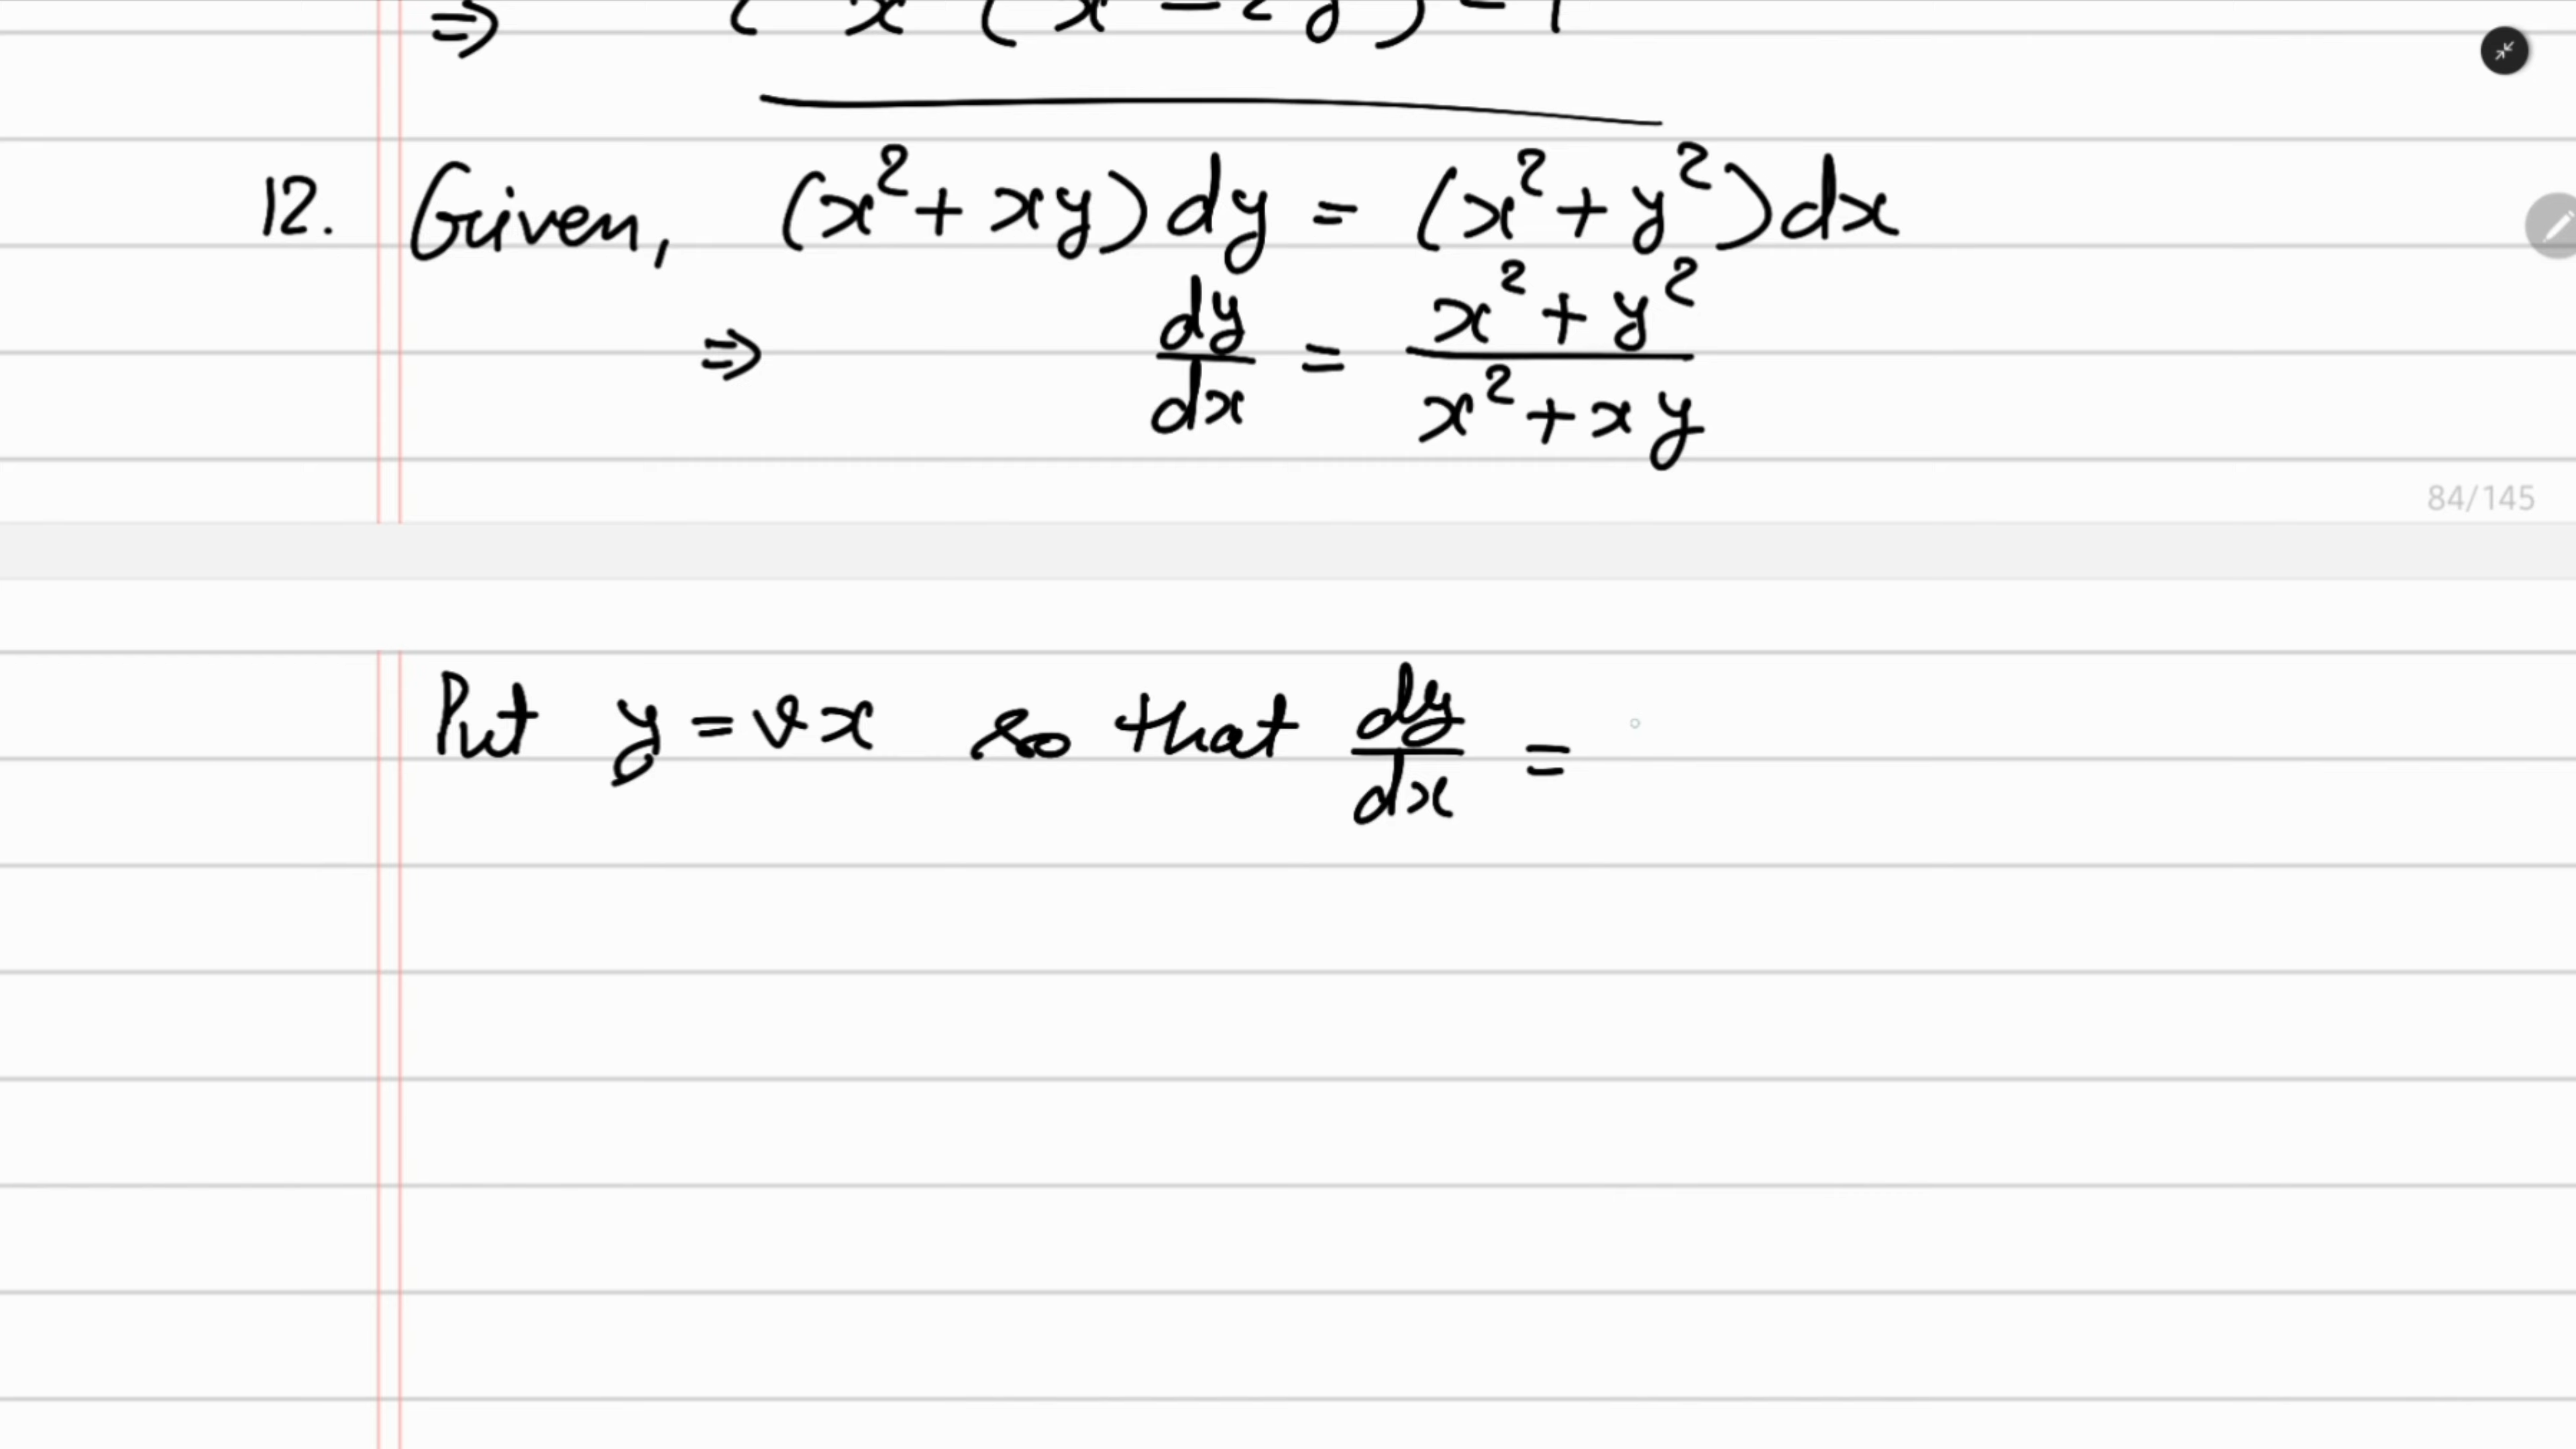 ⇒
12. Given, (x²+xy)dy = (x²+y²)dx
⇒ dy/dx = (x²+y²)/(x²+xy)
84/145
Put y=vx so that dy/dx =